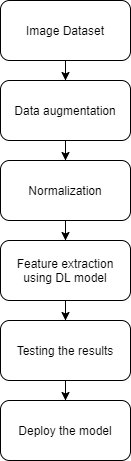 Image Dataset
Data augmentation
Normalization
Feature extraction
using DL model
Testing the results
Deploy the model